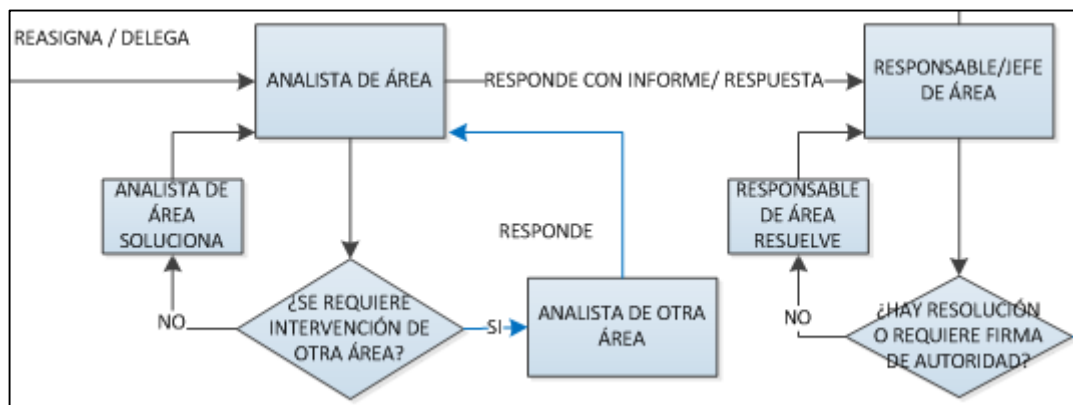 REASIGNA / DELEGA
ANALISTA DE ÁREA
RESPONDE CON INFORME/ RESPUESTA
RESPONSABLE/JEFE
DE ÁREA
ANALISTA DE
ÁREA
SOLUCIONA
RESPONDE
RESPONSABLE
DE ÁREA
RESUELVE
¿SE REQUIERE
INTERVENCIÓN DE
OTRA ÁREA?
NO
SI
ANALISTA DE OTRA
ÁREA
NO
¿HAY RESOLUCIÓN
O REQUIERE FIRMA
DE AUTORIDAD?